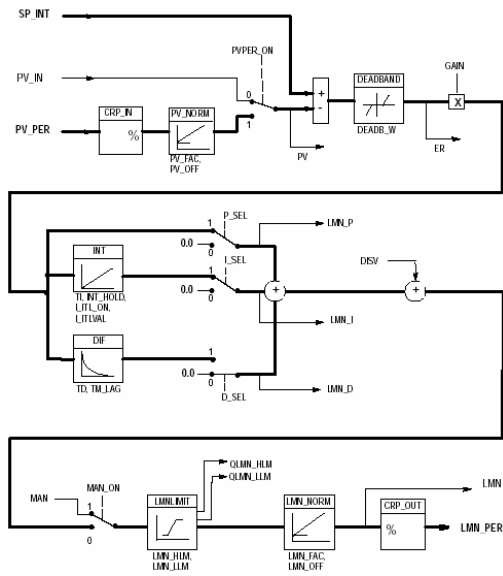 SP_INT
PV_IN
PV_PER
CRP_IN
%
PV_NORM
PV_FAC,
PV_OFF
PVPER_ON
0
1
PV
+
-
DEADBAND
DEADB_W
GAIN
X
ER
P_SEL
1
0.0
0
LMN_P
INT
TI, INT_HOLD,
I_ITL_ON,
I_ITLVAL
I_SEL
1
0.0
0
LMN_I
+
DISV
+
DIF
TD, TM_LAG
1
0.0
0
D_SEL
LMN_D
MAN
MAN_ON
1
0
QLMN_HLM
QLMN_LLM
LMNLIMIT
LMN_HLM,
LMN_LLM
LMN_NORM
LMN_FAC,
LMN_OFF
LMN
CRP_OUT
%
LMN_PER